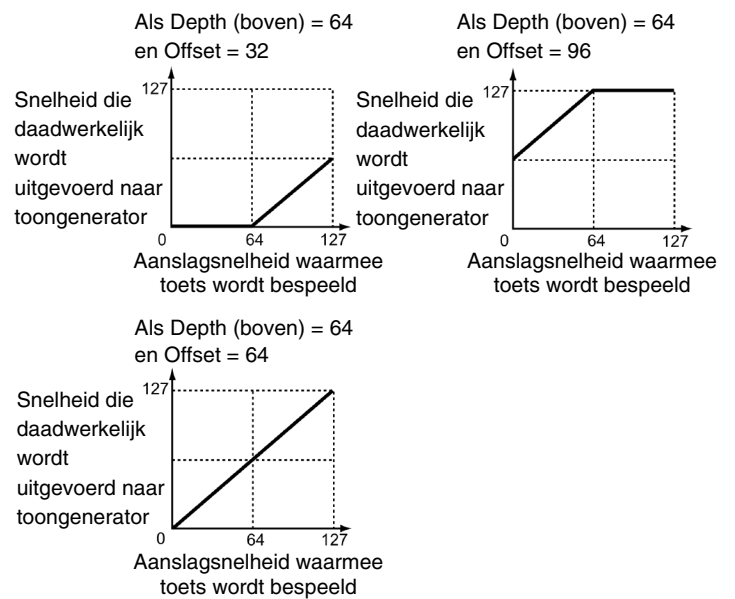 Als Depth (boven) = 64
en Offset = 32
127
Snelheid die
daadwerkelijk
wordt
uitgevoerd naar
toongenerator
0
64
127
Aanslagsnelheid waarmee
toets wordt bespeeld
Als Depth (boven) = 64
en Offset = 96
127
Snelheid die
daadwerkelijk
wordt
uitgevoerd naar
toongenerator
0
64
127
Aanslagsnelheid waarmee
toets wordt bespeeld
Als Depth (boven) = 64
en Offset = 64
127
Snelheid die
daadwerkelijk
wordt
uitgevoerd naar
toongenerator
0
64
127
Aanslagsnelheid waarmee
toets wordt bespeeld